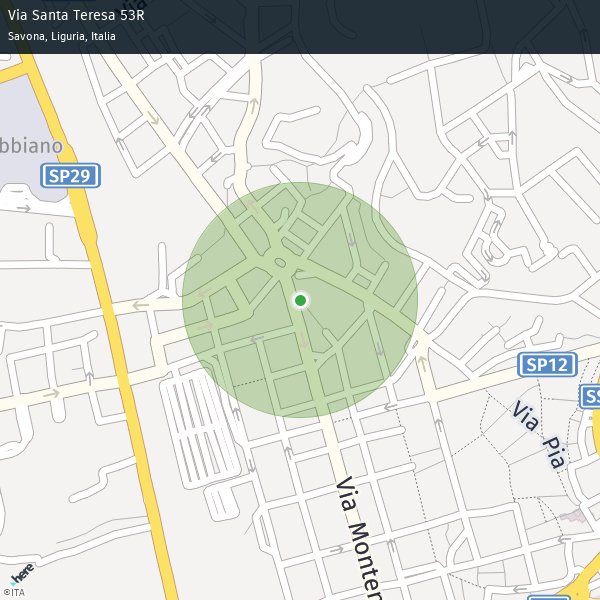 Via Santa Teresa 53R
Savona, Liguria, Italia
bbiano
SP29
SP12
SS
Via Pia
Via Monten
here
©ITA